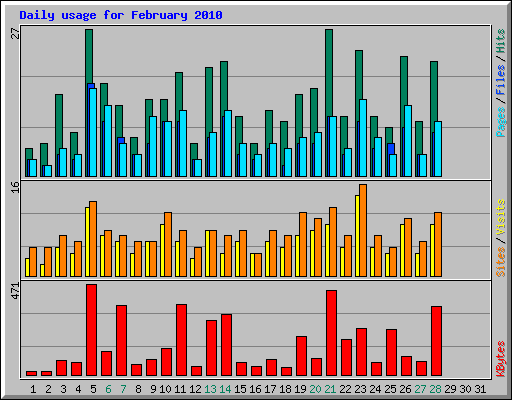 Daily usage for February 2010
27
Pages / Files / Hits
16
Sites / Visits
471
KBytes
1 2 3 4 5 6 7 8 9 10 11 12 13 14 15 16 17 18 19 20 21 22 23 24 25 26 27 28 29 30 31